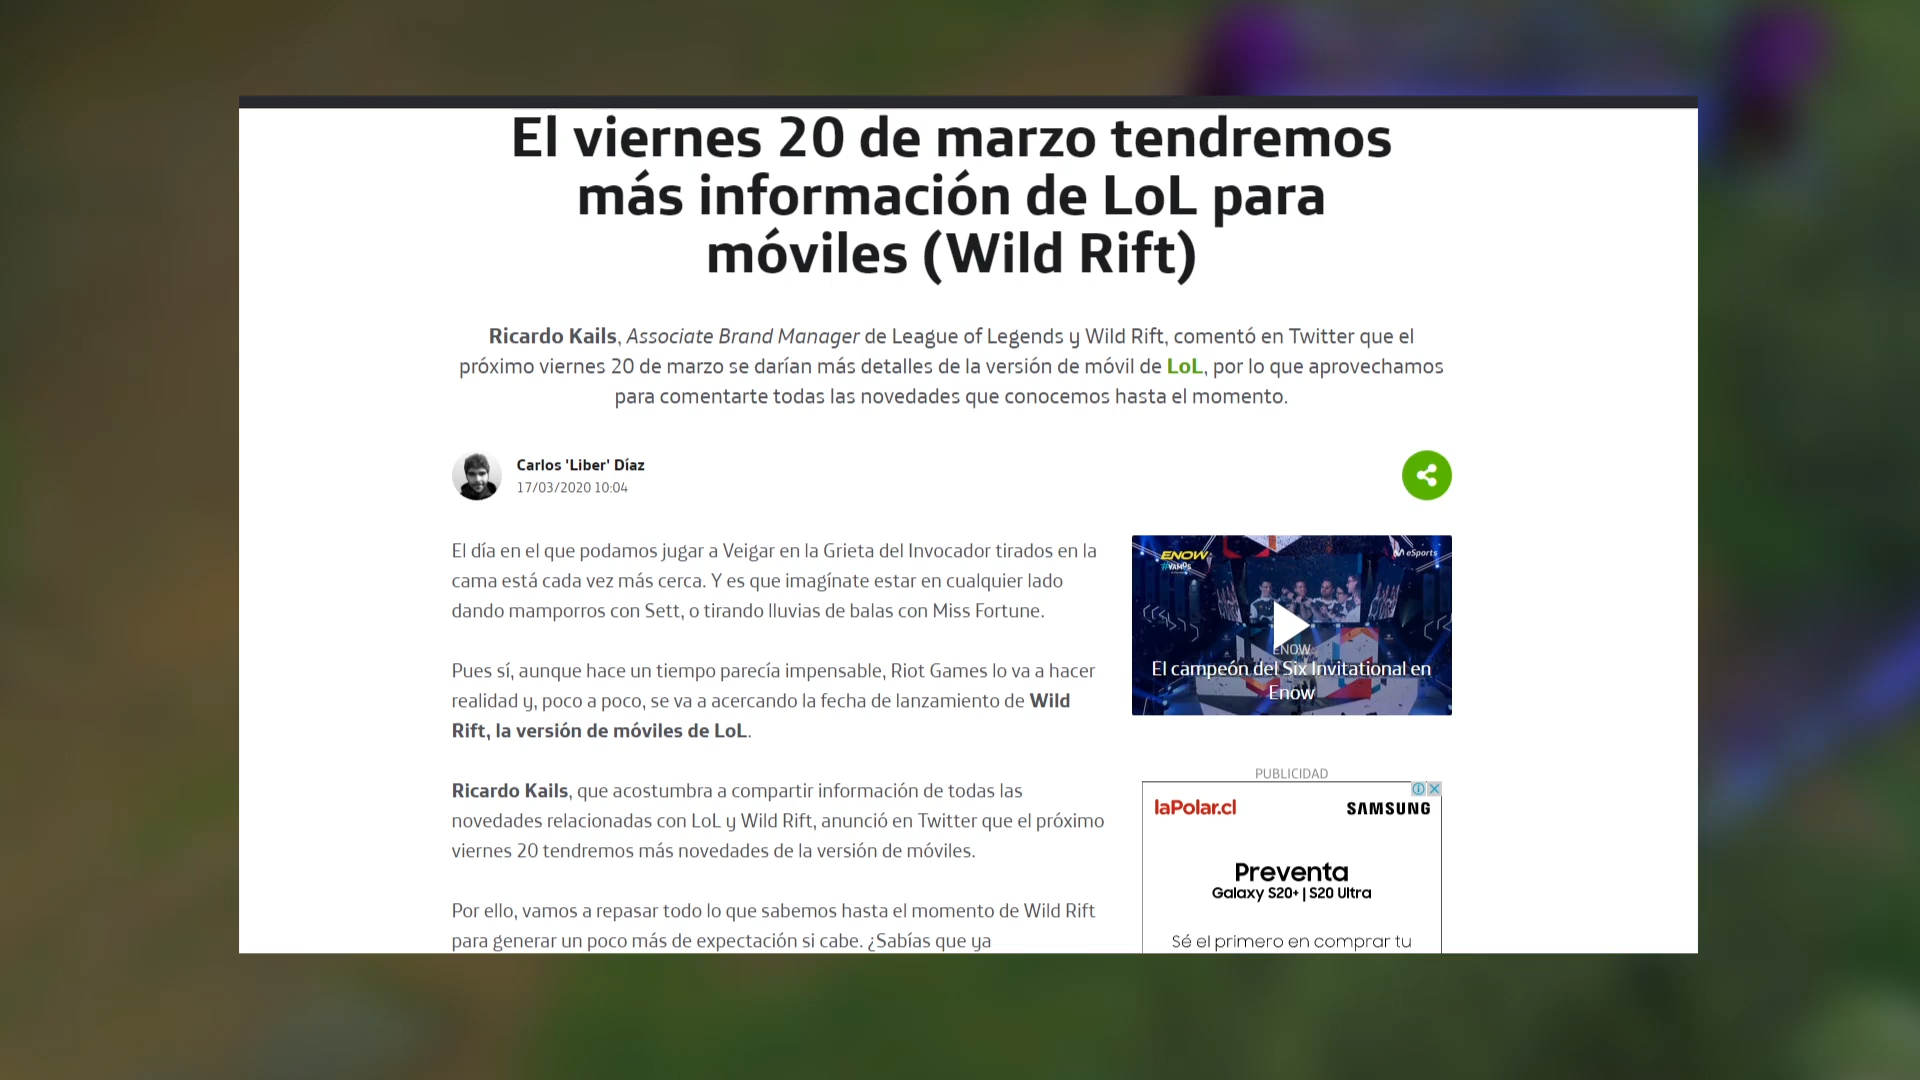 El viernes 20 de marzo tendremos
más información de LoL para
móviles (Wild Rift)
Ricardo Kails, Associate Brand Manager de League of Legends y Wild Rift, comentó en Twitter que el
próximo viernes 20 de marzo se darían más detalles de la versión de móvil de LoL, por lo que aprovechamos
para comentarte todas las novedades que conocemos hasta el momento.
Carlos 'Liber' Díaz
17/03/2020 10:04
El día en el que podamos jugar a Veigar en la Grieta del Invocador tirados en la
cama está cada vez más cerca. Y es que imagínate estar en cualquier lado
dando mamporros con Sett, o tirando lluvias de balas con Miss Fortune.
Pues sí, aunque hace un tiempo parecía impensable, Riot Games lo va a hacer
realidad y, poco a poco, se va a acercando la fecha de lanzamiento de Wild
Rift, la versión de móviles de LoL.
Ricardo Kails, que acostumbra a compartir información de todas las
novedades relacionadas con LoL y Wild Rift, anunció en Twitter que el próximo
viernes 20 tendremos más novedades de la versión de móviles.
Por ello, vamos a repasar todo lo que sabemos hasta el momento de Wild Rift
para generar un poco más de expectación si cabe. ¿Sabías que ya
ENOW
#VAMOS
eSports
ENOW
El campeón del Six Invitational en
Enow
PUBLICIDAD
laPolar.cl
SAMSUNG
Preventa
Galaxy S20+ | S20 Ultra
Sé el primero en comprar tu